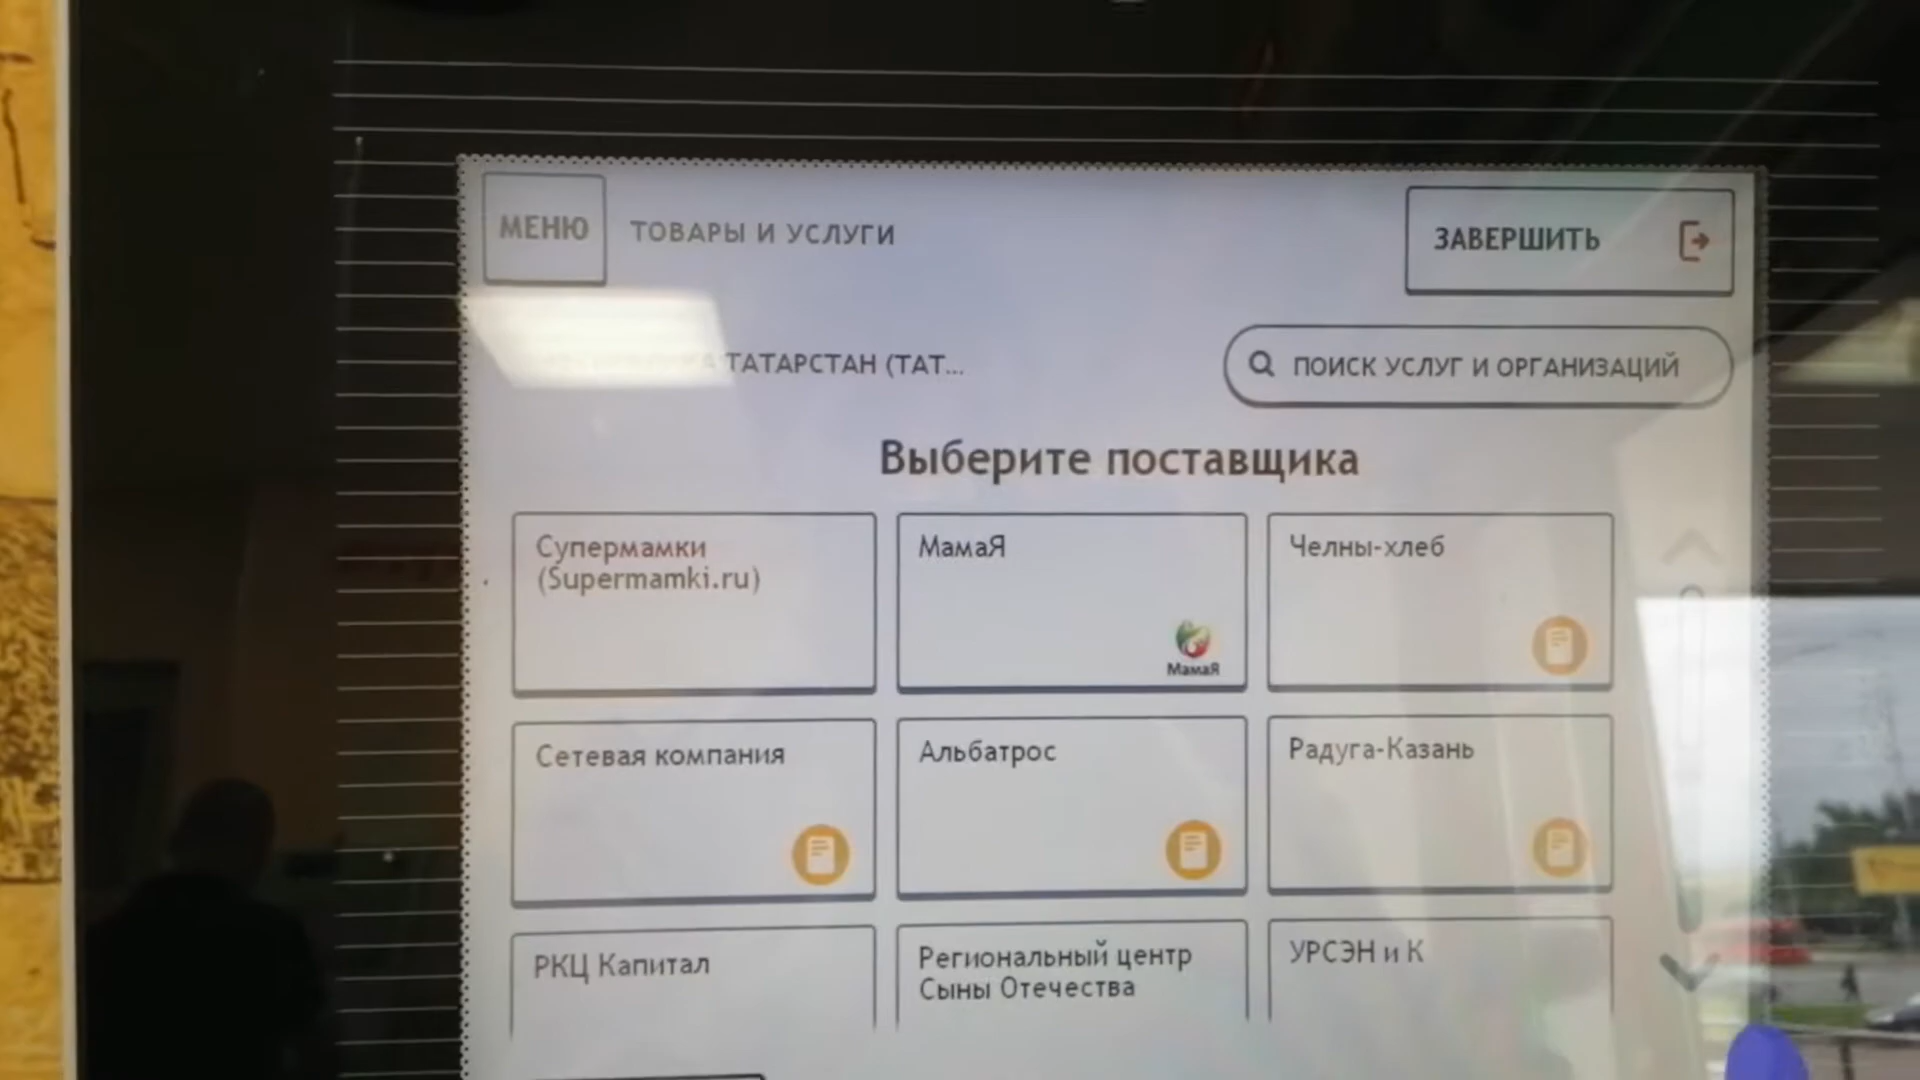 МЕНЮ
ТОВАРЫ И УСЛУГИ
ЗАВЕРШИТЬ
ТАТАРСТАН (ТАТ...
ПОИСК УСЛУГ И ОРГАНИЗАЦИЙ
Выберите поставщика
Супермамки
(Supermamki.ru)
МамаЯ
МамаЯ
Челны-хлеб
Сетевая компания
Альбатрос
Радуга-Казань
РКЦ Капитал
Региональный центр
Сыны Отечества
УРСЭН и К